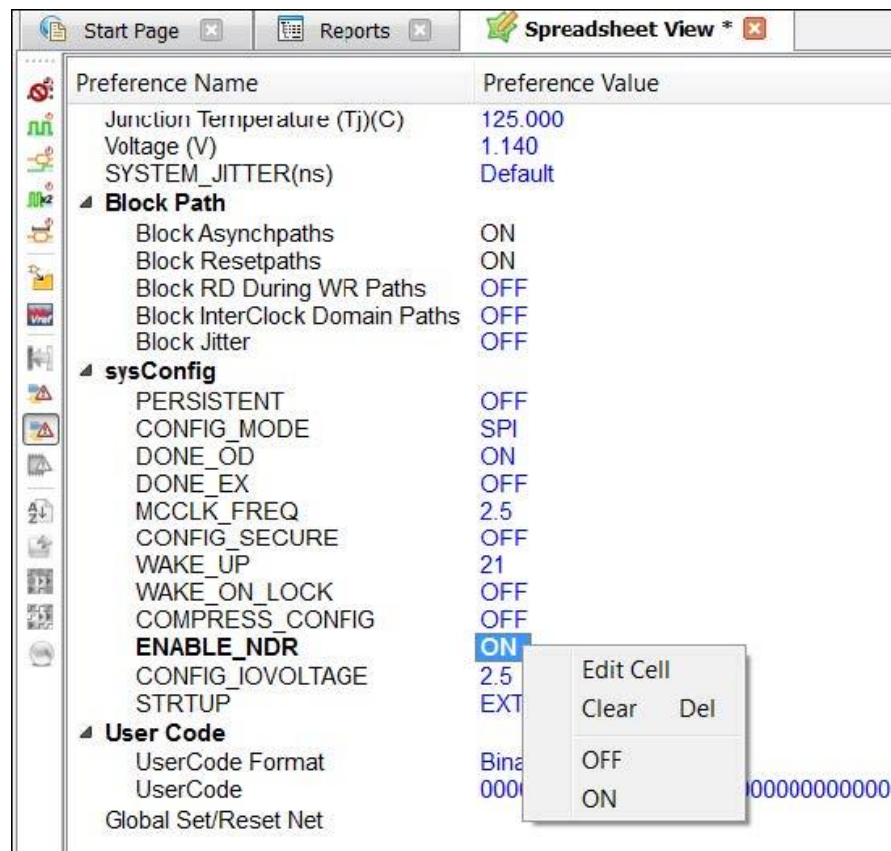 Start Page Reports Spreadsheet View *
Preference Name Preference Value
Junction Temperature (Tj)(C) 125.000
Voltage (V) 1.140
SYSTEM_JITTER(ns) Default
Block Path
Block Asynchpaths ON
Block Resetpaths ON
Block RD During WR Paths OFF
Block InterClock Domain Paths OFF
Block Jitter OFF
sysConfig
PERSISTENT OFF
CONFIG_MODE SPI
DONE_OD ON
DONE_EX OFF
MCCLK_FREQ 2.5
CONFIG_SECURE OFF
WAKE_UP 21
WAKE_ON_LOCK OFF
COMPRESS_CONFIG OFF
ENABLE_NDR ON
CONFIG_IOVOLTAGE 2.5
STRTUP EXT
User Code
UserCode Format Bina
UserCode 000
Global Set/Reset Net
Edit Cell
Clear Del
OFF
ON